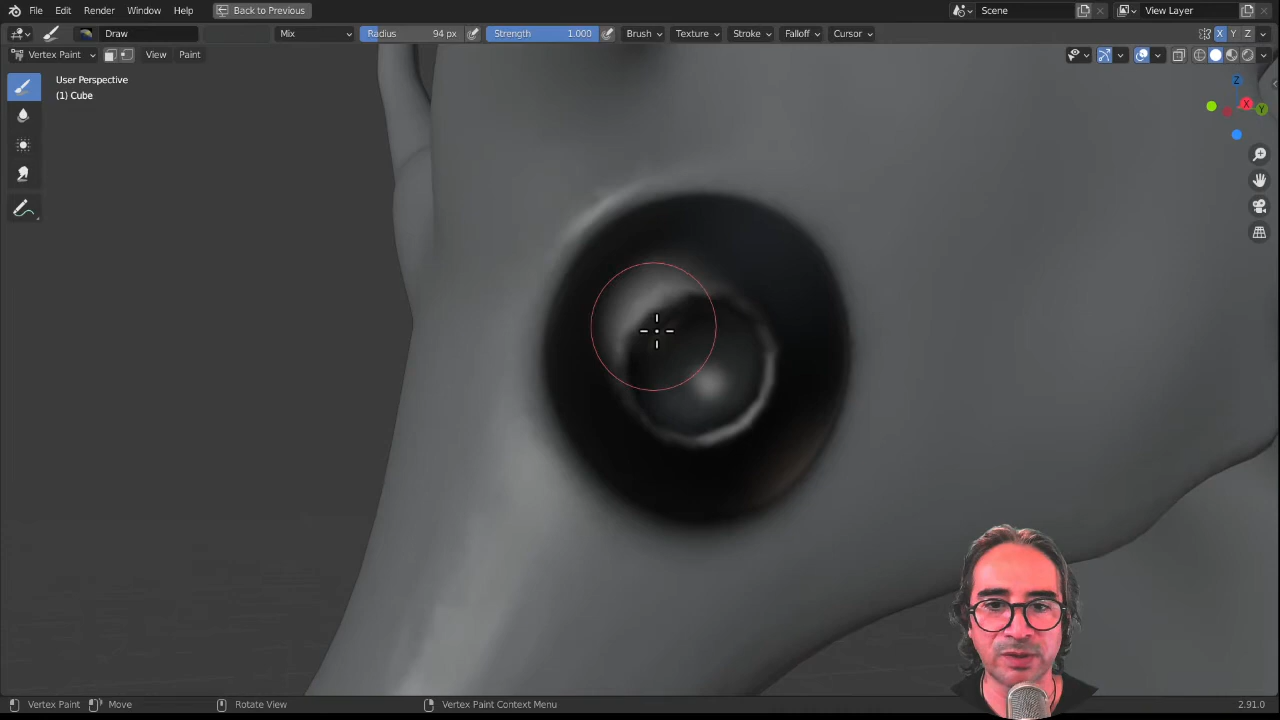 File Edit Render Window Help Back to Previous Scene View Layer
Draw Mix Radius 94 px Strength 1.000 Brush Texture Stroke Falloff Cursor X Y Z
Vertex Paint View Paint
User Perspective
(1) Cube
Z
X
Y
Vertex Paint Move Rotate View Vertex Paint Context Menu 2.91.0